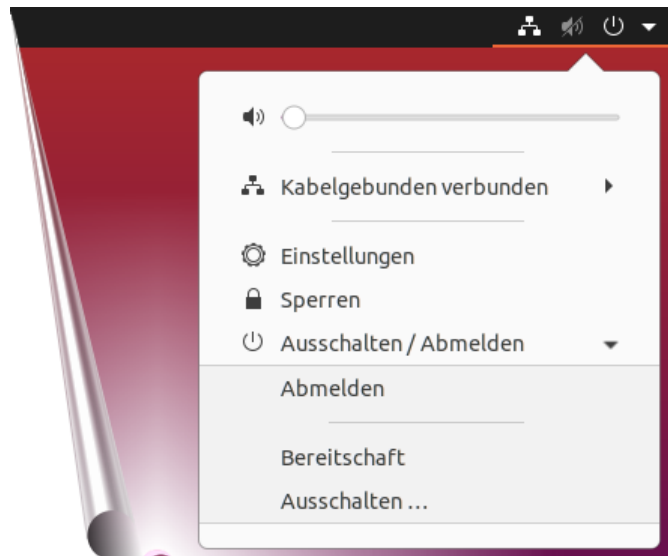 Kabelgebunden verbunden
Einstellungen
Sperren
Ausschalten / Abmelden
Abmelden
Bereitschaft
Ausschalten …